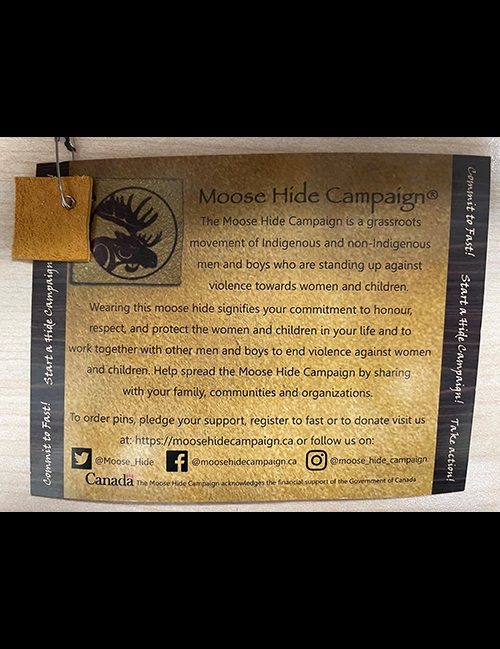 Moose Hide Campaign®
The Moose Hide Campaign is a grassroots
movement of Indigenous and non-Indigenous
men and boys who are standing up against
violence towards women and children.
Wearing this moose hide signifies your commitment to honour,
respect, and protect the women and children in your life and to
work together with other men and boys to end violence against women
and children. Help spread the Moose Hide Campaign by sharing
with your family, communities and organizations.
To order pins, pledge your support, register to fast or to donate visit us
at: https://moosehidecampaign.ca or follow us on:
@Moose_Hide @moosehidecampaign.ca @moose_hide_campaign
Canada The Moose Hide Campaign acknowledges the financial support of the Government of Canada
Commit to Fast! Start a Hide Campaign!
Commit to Fast! Start a Hide Campaign! Take action!